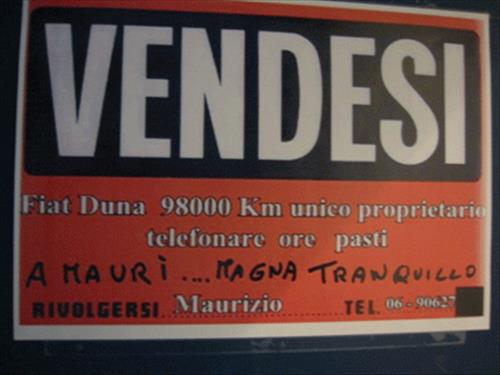 VENDESI
Fiat Duna 98000 Km unico proprietario
telefonare ore pasti
A MAURÌ .... MAGNA TRANQUILLO
RIVOLGERSI Maurizio TEL. 06 - 90627